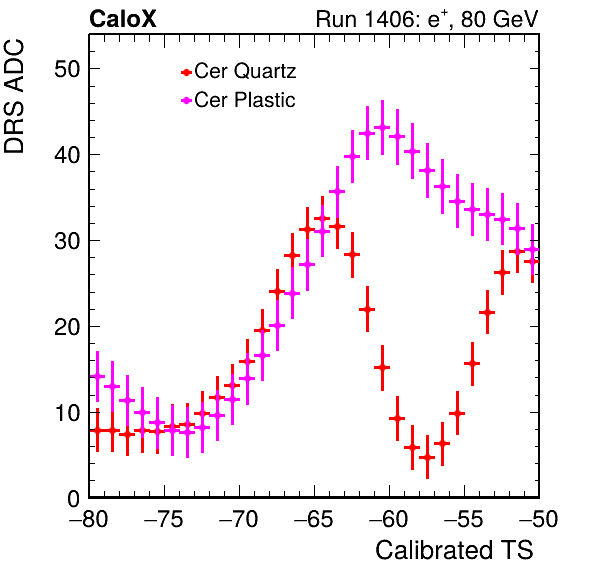 CaloX Run 1406: e⁺, 80 GeV
Cer Quartz
Cer Plastic
DRS ADC
50
40
30
20
10
0
−80 −75 −70 −65 −60 −55 −50
Calibrated TS